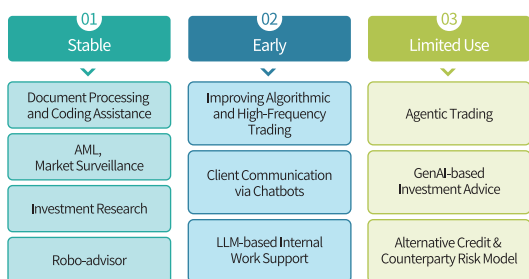 01
Stable
Document Processing
and Coding Assistance
AML,
Market Surveillance
Investment Research
Robo-advisor
02
Early
Improving Algorithmic
and High-Frequency
Trading
Client Communication
via Chatbots
LLM-based Internal
Work Support
03
Limited Use
Agentic Trading
GenAI-based
Investment Advice
Alternative Credit &
Counterparty Risk Model